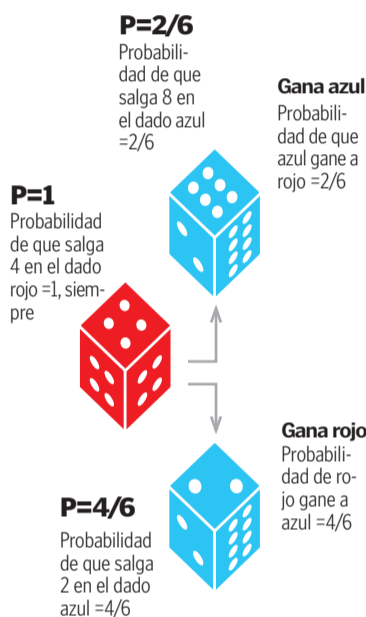 P=2/6
Probabili-
dad de que
salga 8 en
el dado azul
=2/6
Gana azul
Probabili-
dad de que
azul gane a
rojo =2/6
P=1
Probabilidad
de que salga
4 en el dado
rojo =1, siem-
pre
Gana rojo
Probabili-
dad de ro-
jo gane a
azul =4/6
P=4/6
Probabilidad
de que salga
2 en el dado
azul =4/6